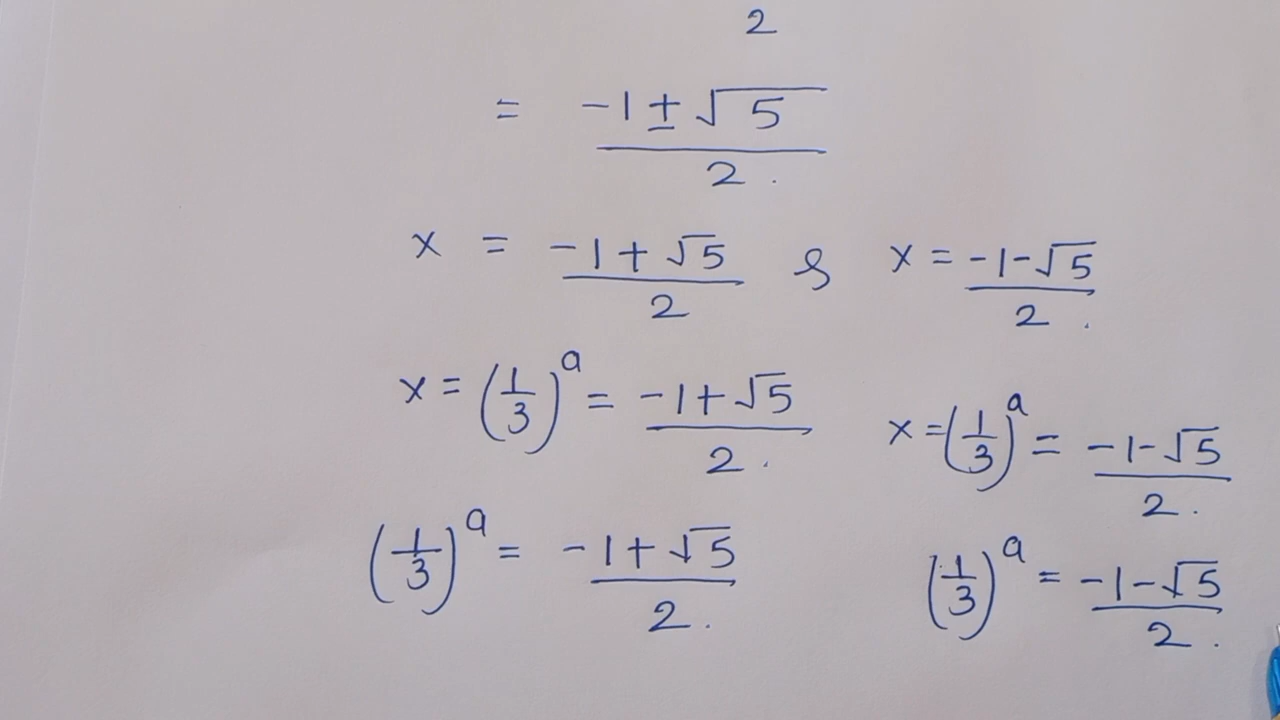 2
= -1 ± √5 / 2.
x = -1 + √5 / 2 & x = -1 - √5 / 2.
x = (1/3)^a = -1 + √5 / 2. x = (1/3)^a = -1 - √5 / 2.
(1/3)^a = -1 + √5 / 2. (1/3)^a = -1 - √5 / 2.